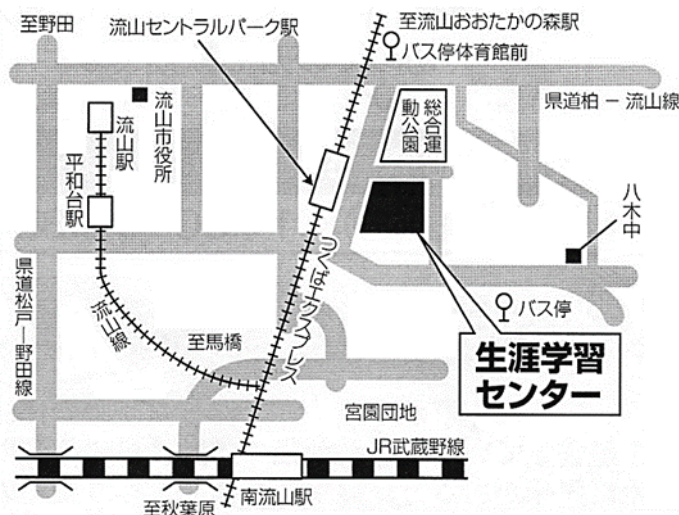 至野田
流山セントラルパーク駅
至流山おおたかの森駅
バス停体育館前
県道柏－流山線
総合運
動公園
流山市役所
流山駅
平和台駅
八木中
つくばエクスプレス
県道松戸―野田線
流山線
至馬橋
バス停
生涯学習
センター
宮園団地
JR武蔵野線
南流山駅
至秋葉原